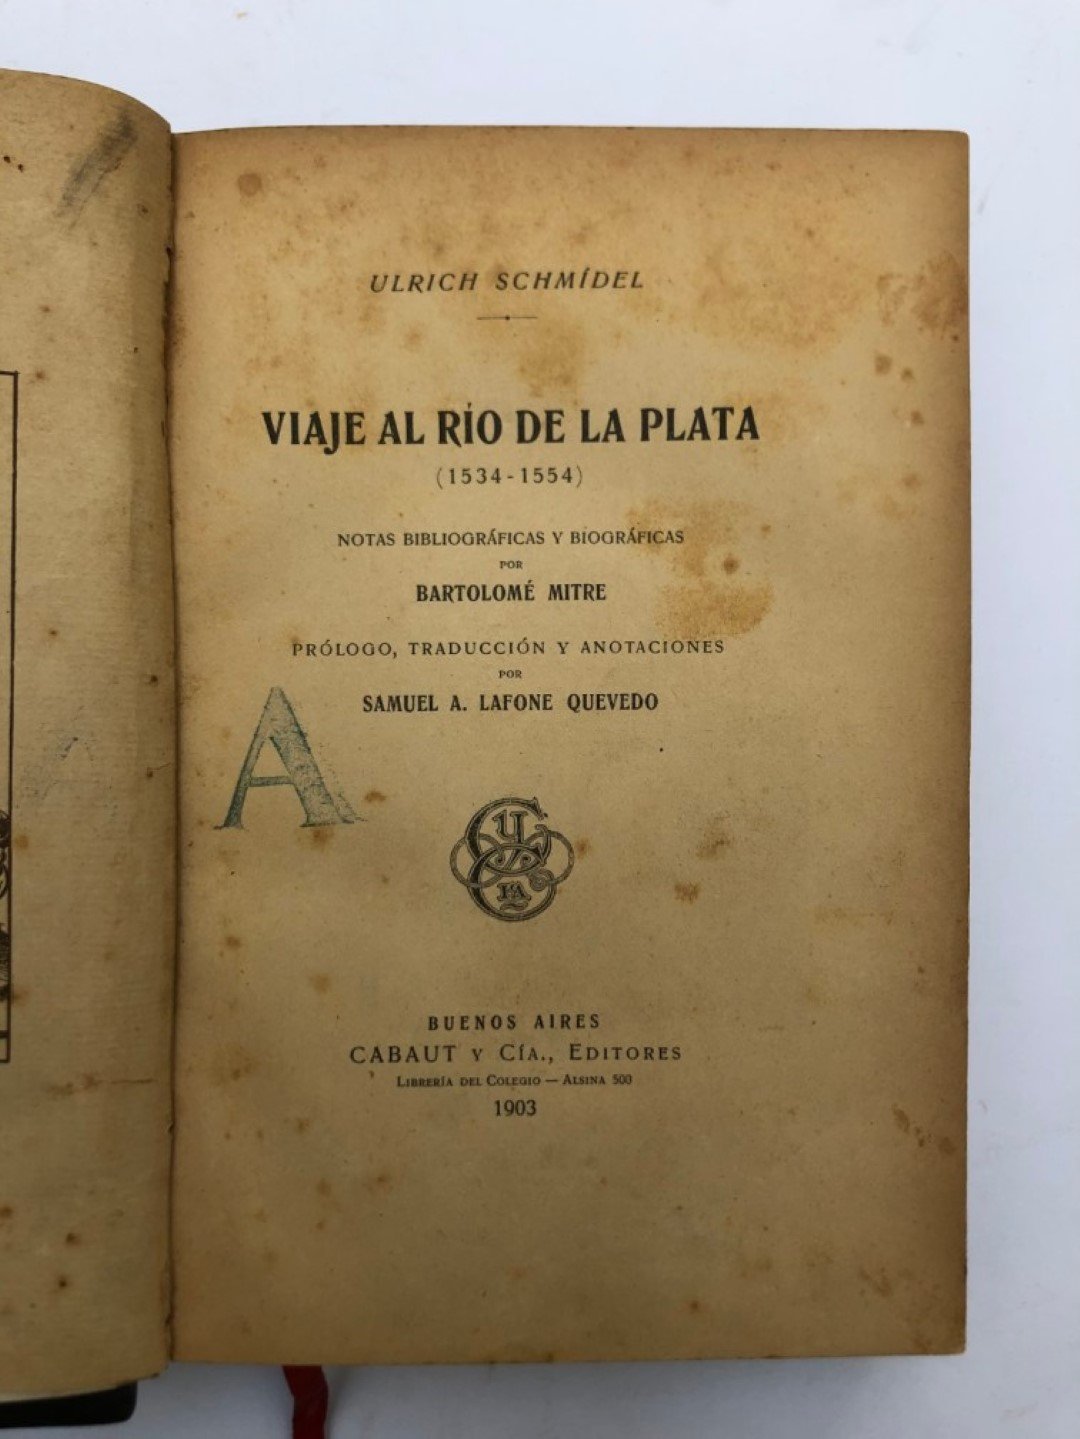 ULRICH SCHMÍDEL
VIAJE AL RÍO DE LA PLATA
(1534-1554)
NOTAS BIBLIOGRÁFICAS Y BIOGRÁFICAS
POR
BARTOLOMÉ MITRE
PRÓLOGO, TRADUCCIÓN Y ANOTACIONES
POR
SAMUEL A. LAFONE QUEVEDO
A
BUENOS AIRES
CABAUT Y CÍA., EDITORES
LIBRERÍA DEL COLEGIO — ALSINA 500
1903